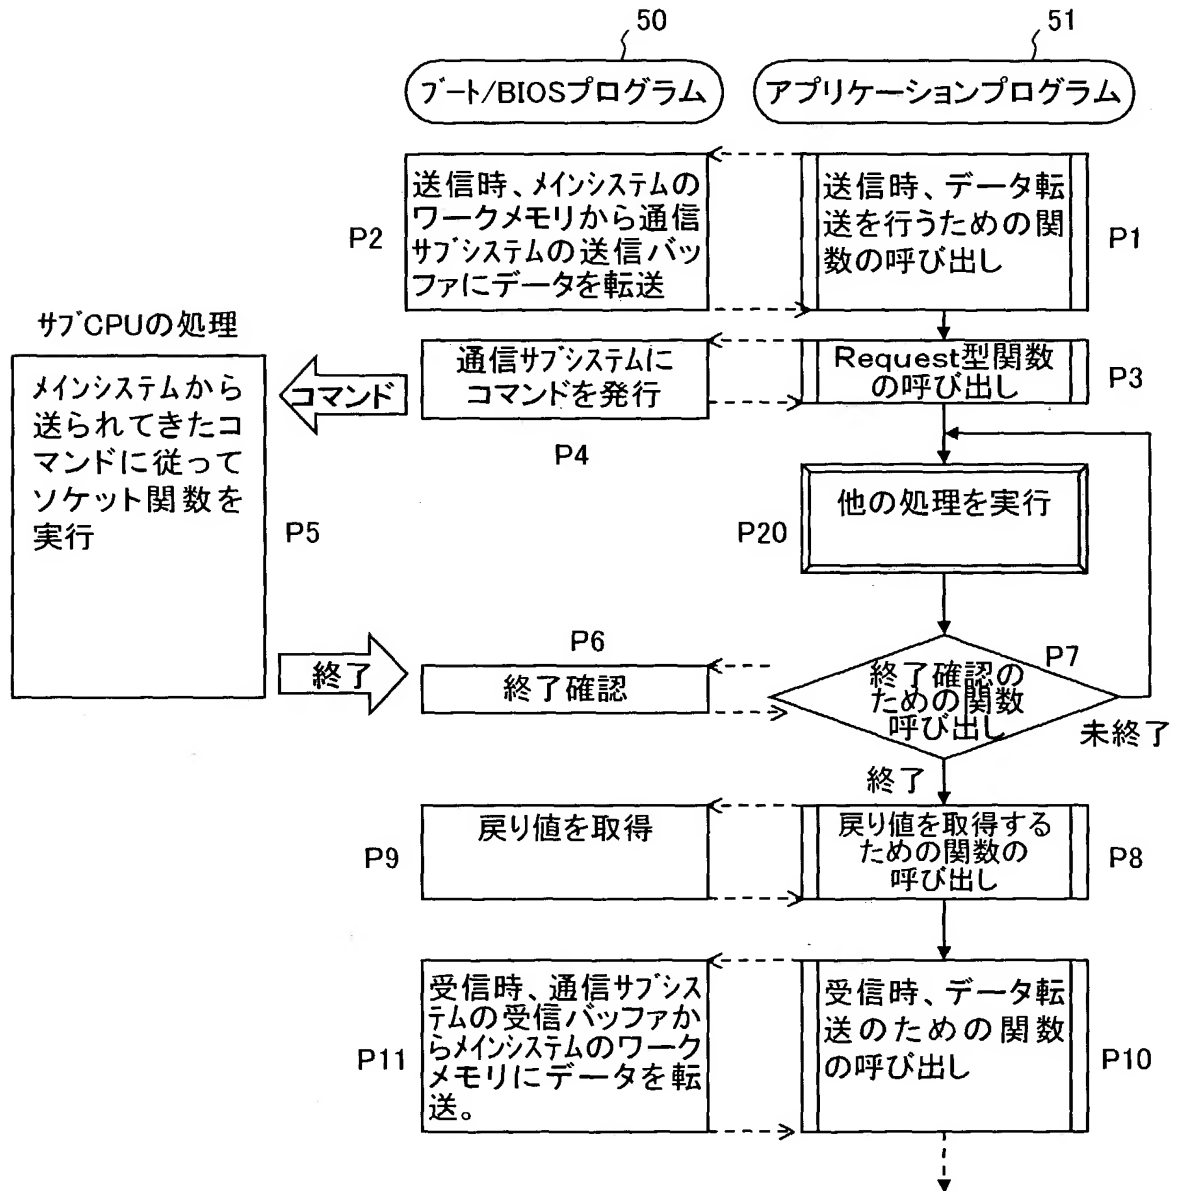 50
51
ブート/BIOSプログラム
アプリケーションプログラム
送信時、メインシステムの
ワークメモリから通信
サブシステムの送信バッ
ファにデータを転送
P2
送信時、データ転
送を行うための関
数の呼び出し
P1
サブCPUの処理
メインシステムから
送られてきたコ
マンドに従って
ソケット関数を
実行
P5
コマンド
通信サブシステムに
コマンドを発行
P4
Request型関数
の呼び出し
P3
他の処理を実行
P20
終了
P6
終了確認
P7
終了確認の
ための関数
呼び出し
未終了
終了
P9
戻り値を取得
戻り値を取得する
ための関数の
呼び出し
P8
受信時、通信サブシス
テムの受信バッファか
らメインシステムのワーク
メモリにデータを転
送。
P11
受信時、データ転
送のための関数
の呼び出し
P10